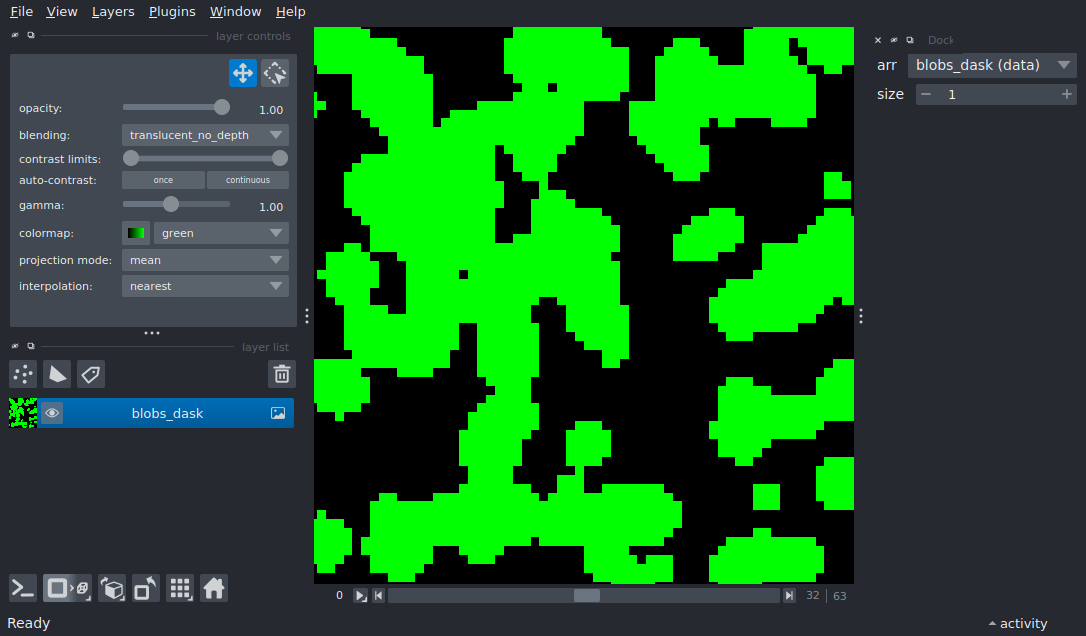 File View Layers Plugins Window Help
layer controls
opacity: 1.00
blending: translucent_no_depth
contrast limits:
auto-contrast: once continuous
gamma: 1.00
colormap: green
projection mode: mean
interpolation: nearest
layer list
blobs_dask
Dock
arr blobs_dask (data)
size 1
0 32 63
Ready
activity